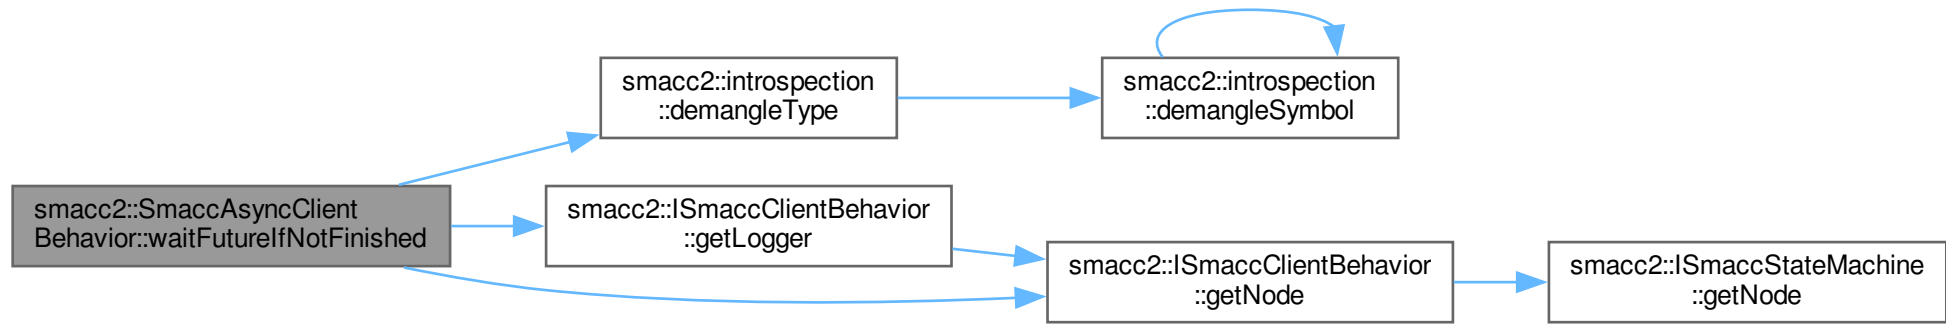 smacc2::SmaccAsyncClient
Behavior::waitFutureIfNotFinished
smacc2::introspection
::demangleType
smacc2::introspection
::demangleSymbol
smacc2::ISmaccClientBehavior
::getLogger
smacc2::ISmaccClientBehavior
::getNode
smacc2::ISmaccStateMachine
::getNode